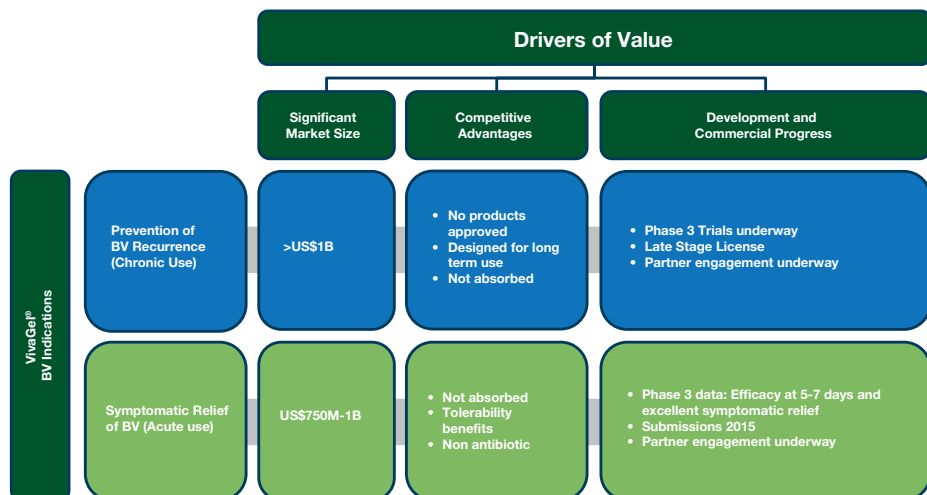 Drivers of Value
Significant
Market Size
Competitive
Advantages
Development and
Commercial Progress
VivaGel®
BV Indications
Prevention of
BV Recurrence
(Chronic Use)
>US$1B
• No products
approved
• Designed for long
term use
• Not absorbed
• Phase 3 Trials underway
• Late Stage License
• Partner engagement underway
Symptomatic Relief
of BV (Acute use)
US$750M-1B
• Not absorbed
• Tolerability
benefits
• Non antibiotic
• Phase 3 data: Efficacy at 5-7 days and
excellent symptomatic relief
• Submissions 2015
• Partner engagement underway